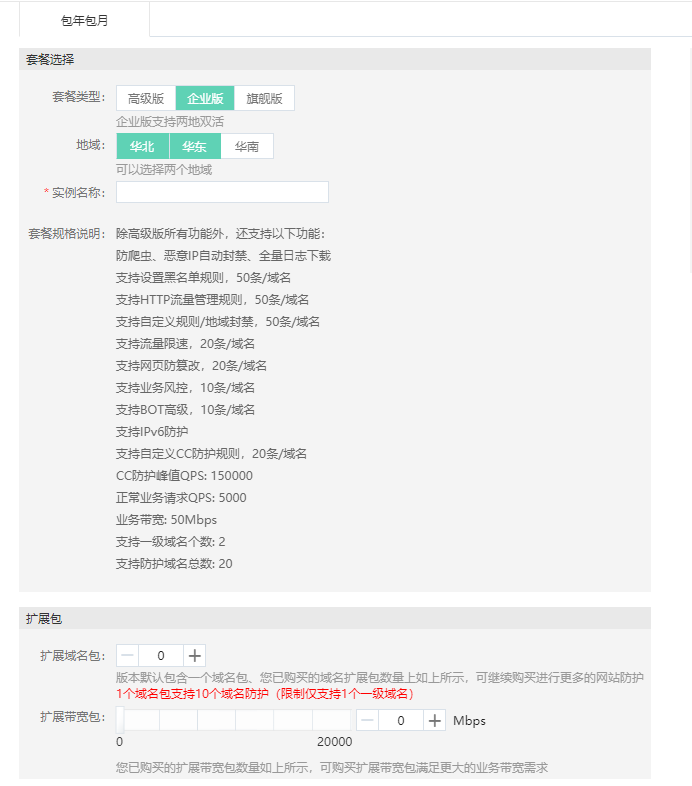 包年包月
套餐选择
套餐类型： 高级版 企业版 旗舰版
企业版支持两地双活
地域： 华北 华东 华南
可以选择两个地域
* 实例名称：
套餐规格说明： 除高级版所有功能外，还支持以下功能：
防爬虫、恶意IP自动封禁、全量日志下载
支持设置黑名单规则，50条/域名
支持HTTP流量管理规则，50条/域名
支持自定义规则/地域封禁，50条/域名
支持流量限速，20条/域名
支持网页防篡改，20条/域名
支持业务风控，10条/域名
支持BOT高级，10条/域名
支持IPv6防护
支持自定义CC防护规则，20条/域名
CC防护峰值QPS: 150000
正常业务请求QPS: 5000
业务带宽: 50Mbps
支持一级域名个数: 2
支持防护域名总数: 20
扩展包
扩展域名包： — 0 +
版本默认包含一个域名包、您已购买的域名扩展包数量上如上所示，可继续购买进行更多的网站防护
1个域名包支持10个域名防护（限制仅支持1个一级域名）
扩展带宽包： — 0 + Mbps
0 20000
您已购买的扩展带宽包数量如上所示，可购买扩展带宽包满足更大的业务带宽需求